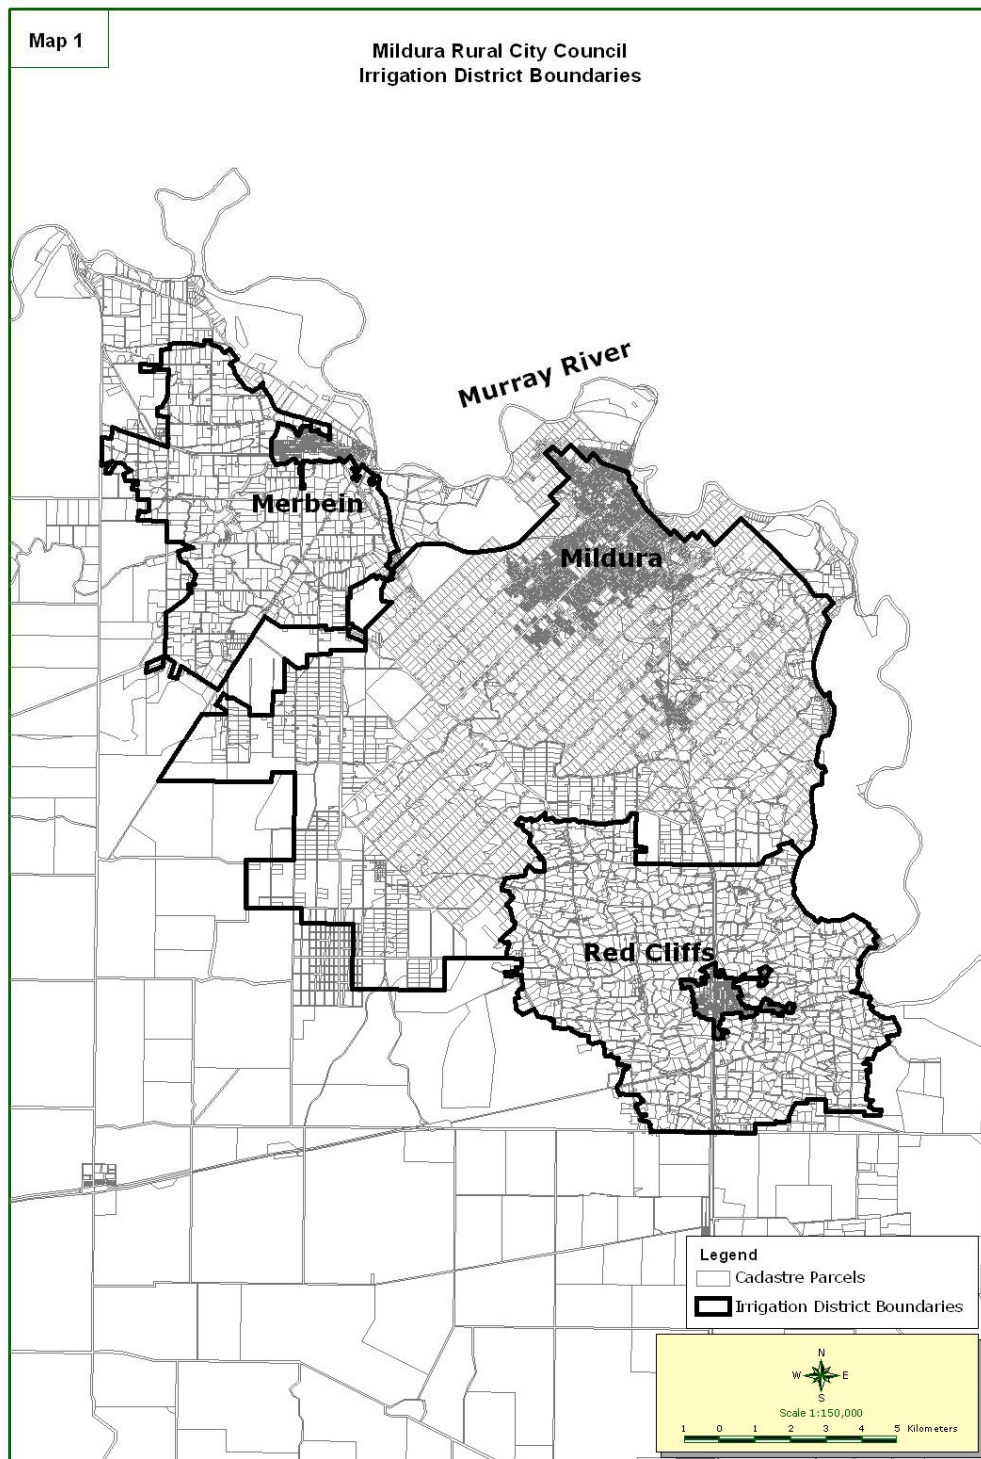 Map 1
Mildura Rural City Council
Irrigation District Boundaries
Murray River
Merbein
Mildura
Red Cliffs
Legend
Cadastre Parcels
Irrigation District Boundaries
N
W E
S
Scale 1:150,000
1 0 1 2 3 4 5 Kilometers